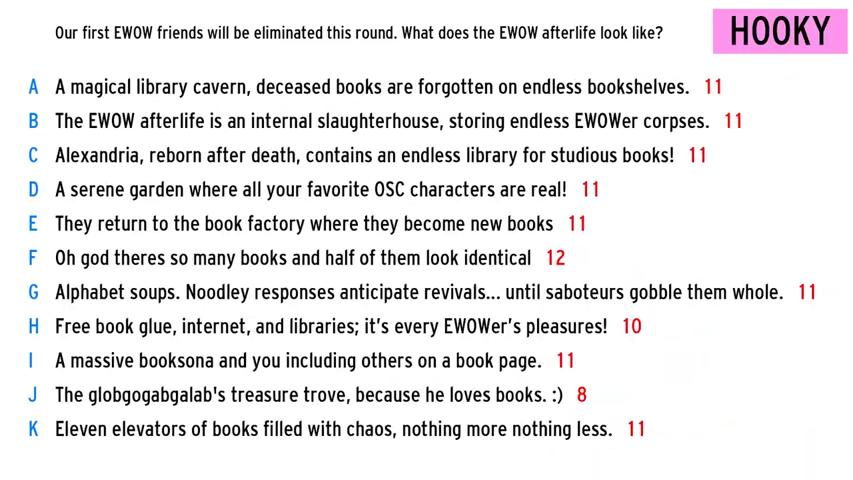 Our first EWOW friends will be eliminated this round. What does the EWOW afterlife look like?
HOOKY
A A magical library cavern, deceased books are forgotten on endless bookshelves. 11
B The EWOW afterlife is an internal slaughterhouse, storing endless EWOWer corpses. 11
C Alexandria, reborn after death, contains an endless library for studious books! 11
D A serene garden where all your favorite OSC characters are real! 11
E They return to the book factory where they become new books 11
F Oh god theres so many books and half of them look identical 12
G Alphabet soups. Noodley responses anticipate revivals... until saboteurs gobble them whole. 11
H Free book glue, internet, and libraries; it's every EWOWer's pleasures! 10
I A massive booksona and you including others on a book page. 11
J The globgogabgalab's treasure trove, because he loves books. :) 8
K Eleven elevators of books filled with chaos, nothing more nothing less. 11